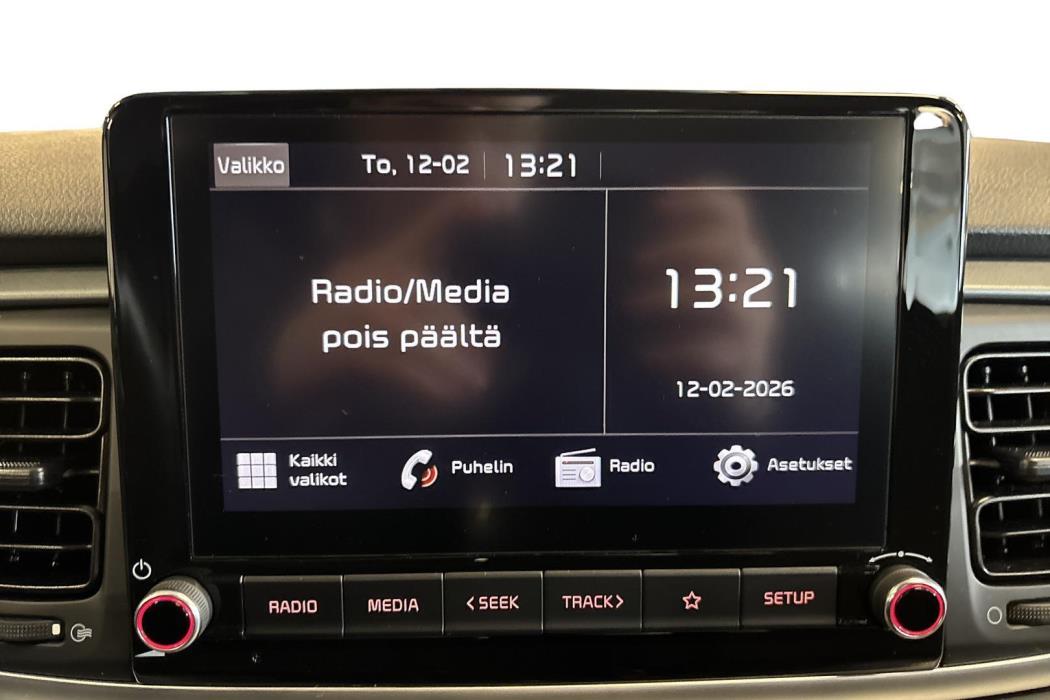 Valikko To, 12-02 13:21
Radio/Media
pois päältä
13:21
12-02-2026
Kaikki
valikot
Puhelin
Radio
Asetukset
RADIO MEDIA <SEEK TRACK> SETUP